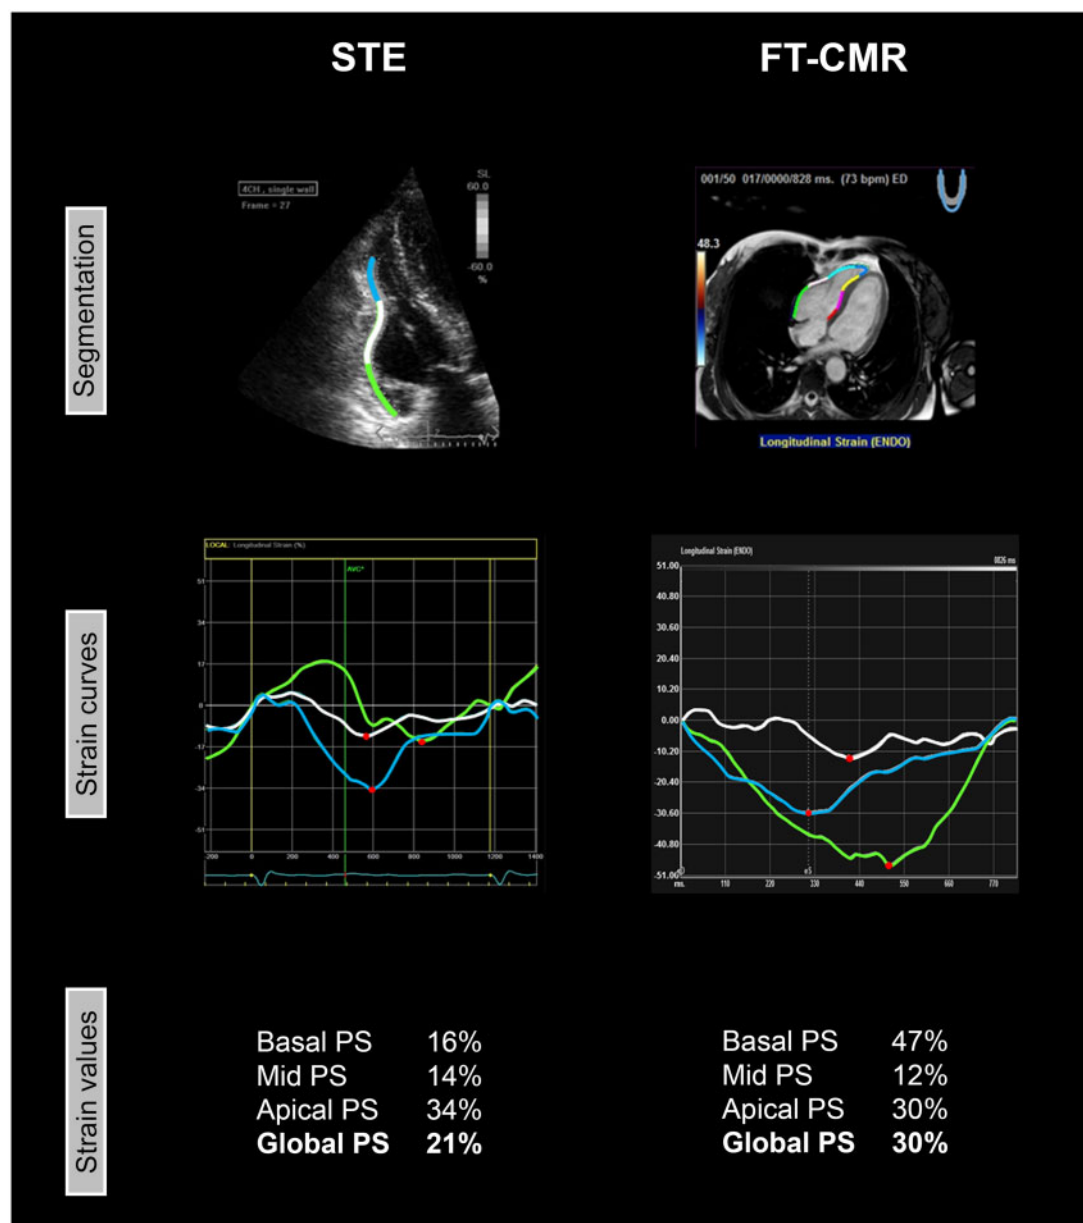 STE
FT-CMR
Segmentation
4CH, single wall
Frame = 27
SL
60.0
-60.0
%
001/50 017/0000/828 ms. (73 bpm) ED
48.3
Longitudinal Strain (ENDO)
Strain curves
LOCAL: Longitudinal Strain (%)
AVC*
51
34
17
0
-17
-34
-51
-200 0 200 400 600 800 1000 1200 1400
Longitudinal Strain (ENDO)
51.00
40.80
30.60
20.40
10.20
0.00
-10.20
-20.40
-30.60
-40.80
-51.00
ms. 110 220 330 440 550 660 770
Strain values
Basal PS 16%
Mid PS 14%
Apical PS 34%
Global PS 21%
Basal PS 47%
Mid PS 12%
Apical PS 30%
Global PS 30%